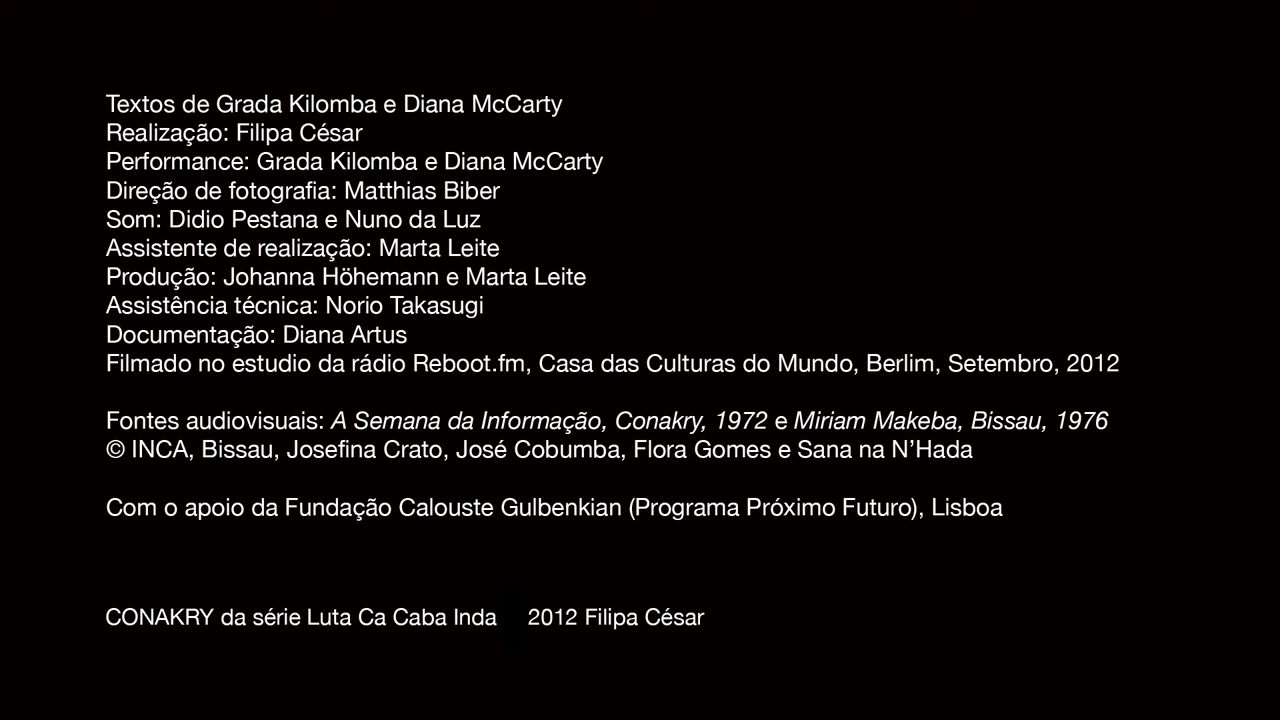 Textos de Grada Kilomba e Diana McCarty
Realização: Filipa César
Performance: Grada Kilomba e Diana McCarty
Direção de fotografia: Matthias Biber
Som: Didio Pestana e Nuno da Luz
Assistente de realização: Marta Leite
Produção: Johanna Höhemann e Marta Leite
Assistência técnica: Norio Takasugi
Documentação: Diana Artus
Filmado no estudio da rádio Reboot.fm, Casa das Culturas do Mundo, Berlim, Setembro, 2012
Fontes audiovisuais: A Semana da Informação, Conakry, 1972 e Miriam Makeba, Bissau, 1976
© INCA, Bissau, Josefina Crato, José Cobumba, Flora Gomes e Sana na N’Hada
Com o apoio da Fundação Calouste Gulbenkian (Programa Próximo Futuro), Lisboa
CONAKRY da série Luta Ca Caba Inda 2012 Filipa César